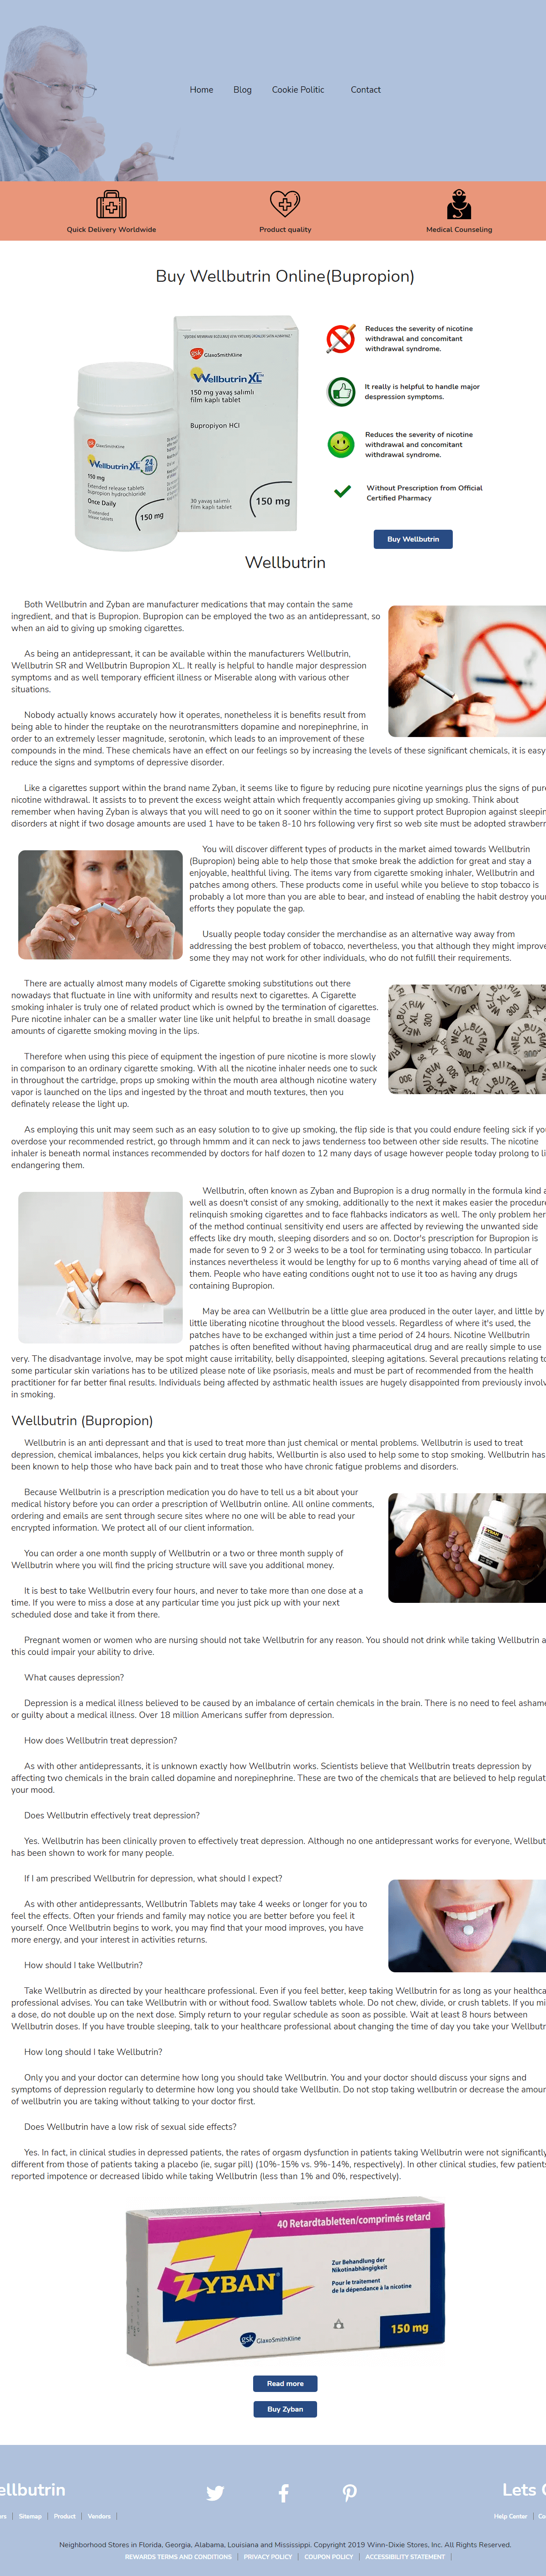 Home Blog Cookie Politic Contact
Quick Delivery Worldwide
Product quality
Medical Counseling
Buy Wellbutrin Online(Bupropion)
gsk GlaxoSmithKline
Wellbutrin XL
150 mg yavaş salımlı
film kaplı tablet
Bupropiyon HCl
30 yavaş salımlı
film kaplı tablet
150 mg
gsk GlaxoSmithKline
Wellbutrin XL 24
150 mg
Extended release tablets
bupropion hydrochloride
Once Daily
30 extended
release tablets
150 mg
Reduces the severity of nicotine
withdrawal and concomitant
withdrawal syndrome.
It really is helpful to handle major
despression symptoms.
Reduces the severity of nicotine
withdrawal and concomitant
withdrawal syndrome.
Without Prescription from Official
Certified Pharmacy
Buy Wellbutrin
Wellbutrin
Both Wellbutrin and Zyban are manufacturer medications that may contain the same
ingredient, and that is Bupropion. Bupropion can be employed the two as an antidepressant, so
when an aid to giving up smoking cigarettes.
As being an antidepressant, it can be available within the manufacturers Wellbutrin,
Wellbutrin SR and Wellbutrin Bupropion XL. It really is helpful to handle major despression
symptoms and as well temporary efficient illness or Miserable along with various other
situations.
Nobody actually knows accurately how it operates, nonetheless it is benefits result from
being able to hinder the reuptake on the neurotransmitters dopamine and norepinephrine, in
order to an extremely lesser magnitude, serotonin, which leads to an improvement of these
compounds in the mind. These chemicals have an effect on our feelings so by increasing the levels of these significant chemicals, it is easy
reduce the signs and symptoms of depressive disorder.
Like a cigarettes support within the brand name Zyban, it seems like to figure by reducing pure nicotine yearnings plus the signs of pur
nicotine withdrawal. It assists to to prevent the excess weight attain which frequently accompanies giving up smoking. Think about
remember when having Zyban is always that you will need to go on it sooner within the time to support protect Bupropion against sleepin
disorders at night if two dosage amounts are used 1 have to be taken 8-10 hrs following very first so web site must be adopted strawberr
You will discover different types of products in the market aimed towards Wellbutrin
(Bupropion) being able to help those that smoke break the addiction for great and stay a
enjoyable, healthful living. The items vary from cigarette smoking inhaler, Wellbutrin and
patches among others. These products come in useful while you believe to stop tobacco is
probably a lot more than you are able to bear, and instead of enabling the habit destroy you
efforts they populate the gap.
Usually people today consider the merchandise as an alternative way away from
addressing the best problem of tobacco, nevertheless, you that although they might improve
some they may not work for other individuals, who do not fulfill their requirements.
There are actually almost many models of Cigarette smoking substitutions out there
nowadays that fluctuate in line with uniformity and results next to cigarettes. A Cigarette
smoking inhaler is truly one of related product which is owned by the termination of cigarettes.
Pure nicotine inhaler can be a smaller water line like unit helpful to breathe in small doasage
amounts of cigarette smoking moving in the lips.
WELLBUTRIN XL 300
Therefore when using this piece of equipment the ingestion of pure nicotine is more slowly
in comparison to an ordinary cigarette smoking. With all the nicotine inhaler needs one to suck
in throughout the cartridge, props up smoking within the mouth area although nicotine watery
vapor is launched on the lips and ingested by the throat and mouth textures, then you
definately release the light up.
As employing this unit may seem such as an easy solution to to give up smoking, the flip side is that you could endure feeling sick if yo
overdose your recommended restrict, go through hmmm and it can neck to jaws tenderness too between other side results. The nicotine
inhaler is beneath normal instances recommended by doctors for half dozen to 12 many days of usage however people today prolong to li
endangering them.
Wellbutrin, often known as Zyban and Bupropion is a drug normally in the formula kind a
well as doesn't consist of any smoking, additionally to the next it makes easier the procedur
relinquish smoking cigarettes and to face flahbacks indicators as well. The only problem her
of the method continual sensitivity end users are affected by reviewing the unwanted side
effects like dry mouth, sleeping disorders and so on. Doctor's prescription for Bupropion is
made for seven to 9 2 or 3 weeks to be a tool for terminating using tobacco. In particular
instances nevertheless it would be lengthy for up to 6 months varying ahead of time all of
them. People who have eating conditions ought not to use it too as having any drugs
containing Bupropion.
May be area can Wellbutrin be a little glue area produced in the outer layer, and little by
little liberating nicotine throughout the blood vessels. Regardless of where it's used, the
patches have to be exchanged within just a time period of 24 hours. Nicotine Wellbutrin
patches is often benefited without having pharmaceutical drug and are really simple to use
very. The disadvantage involve, may be spot might cause irritability, belly disappointed, sleeping agitations. Several precautions relating to
some particular skin variations has to be utilized please note of like psoriasis, meals and must be part of recommended from the health
practitioner for far better final results. Individuals being affected by asthmatic health issues are hugely disappointed from previously involv
in smoking.
Wellbutrin (Bupropion)
Wellbutrin is an anti depressant and that is used to treat more than just chemical or mental problems. Wellbutrin is used to treat
depression, chemical imbalances, helps you kick certain drug habits, Wellburtin is also used to help some to stop smoking. Wellbutrin has
been known to help those who have back pain and to treat those who have chronic fatigue problems and disorders.
Because Wellbutrin is a prescription medication you do have to tell us a bit about your
medical history before you can order a prescription of Wellbutrin online. All online comments,
ordering and emails are sent through secure sites where no one will be able to read your
encrypted information. We protect all of our client information.
ZYBAN
You can order a one month supply of Wellbutrin or a two or three month supply of
Wellbutrin where you will find the pricing structure will save you additional money.
It is best to take Wellbutrin every four hours, and never to take more than one dose at a
time. If you were to miss a dose at any particular time you just pick up with your next
scheduled dose and take it from there.
Pregnant women or women who are nursing should not take Wellbutrin for any reason. You should not drink while taking Wellbutrin a
this could impair your ability to drive.
What causes depression?
Depression is a medical illness believed to be caused by an imbalance of certain chemicals in the brain. There is no need to feel asham
or guilty about a medical illness. Over 18 million Americans suffer from depression.
How does Wellbutrin treat depression?
As with other antidepressants, it is unknown exactly how Wellbutrin works. Scientists believe that Wellbutrin treats depression by
affecting two chemicals in the brain called dopamine and norepinephrine. These are two of the chemicals that are believed to help regulat
your mood.
Does Wellbutrin effectively treat depression?
Yes. Wellbutrin has been clinically proven to effectively treat depression. Although no one antidepressant works for everyone, Wellbut
has been shown to work for many people.
If I am prescribed Wellbutrin for depression, what should I expect?
As with other antidepressants, Wellbutrin Tablets may take 4 weeks or longer for you to
feel the effects. Often your friends and family may notice you are better before you feel it
yourself. Once Wellbutrin begins to work, you may find that your mood improves, you have
more energy, and your interest in activities returns.
How should I take Wellbutrin?
Take Wellbutrin as directed by your healthcare professional. Even if you feel better, keep taking Wellbutrin for as long as your healthca
professional advises. You can take Wellbutrin with or without food. Swallow tablets whole. Do not chew, divide, or crush tablets. If you mi
a dose, do not double up on the next dose. Simply return to your regular schedule as soon as possible. Wait at least 8 hours between
Wellbutrin doses. If you have trouble sleeping, talk to your healthcare professional about changing the time of day you take your Wellbutr
How long should I take Wellbutrin?
Only you and your doctor can determine how long you should take Wellbutrin. You and your doctor should discuss your signs and
symptoms of depression regularly to determine how long you should take Wellbutin. Do not stop taking wellbutrin or decrease the amour
of wellbutrin you are taking without talking to your doctor first.
Does Wellbutrin have a low risk of sexual side effects?
Yes. In fact, in clinical studies in depressed patients, the rates of orgasm dysfunction in patients taking Wellbutrin were not significantly
different from those of patients taking a placebo (ie, sugar pill) (10%-15% vs. 9%-14%, respectively). In other clinical studies, few patient
reported impotence or decreased libido while taking Wellbutrin (less than 1% and 0%, respectively).
40 Retardtabletten/comprimés retard
ZYBAN
Zur Behandlung der
Nikotinabhängigkeit
Pour le traitement
de la dépendance à la nicotine
gsk GlaxoSmithKline
150 mg
Read more
Buy Zyban
ellbutrin
Lets
rs | Sitemap | Product | Vendors |
Help Center | Ca
Neighborhood Stores in Florida, Georgia, Alabama, Louisiana and Mississippi. Copyright 2019 Winn-Dixie Stores, Inc. All Rights Reserved.
REWARDS TERMS AND CONDITIONS | PRIVACY POLICY | COUPON POLICY | ACCESSIBILITY STATEMENT |